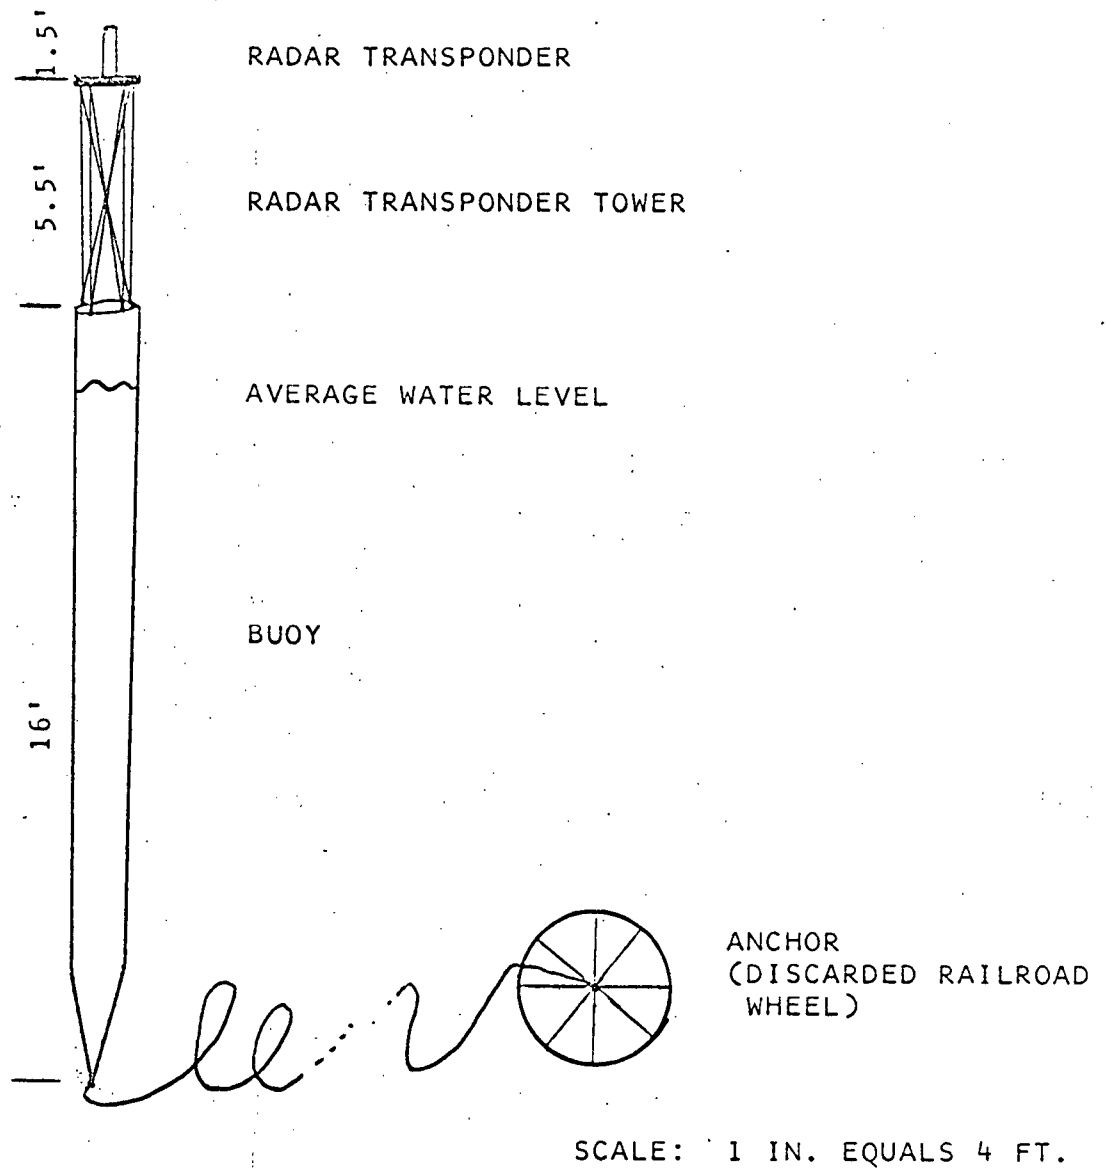 1.5'
RADAR TRANSPONDER
5.5'
RADAR TRANSPONDER TOWER
AVERAGE WATER LEVEL
BUOY
16'
ANCHOR
(DISCARDED RAILROAD
WHEEL)
SCALE: 1 IN. EQUALS 4 FT.